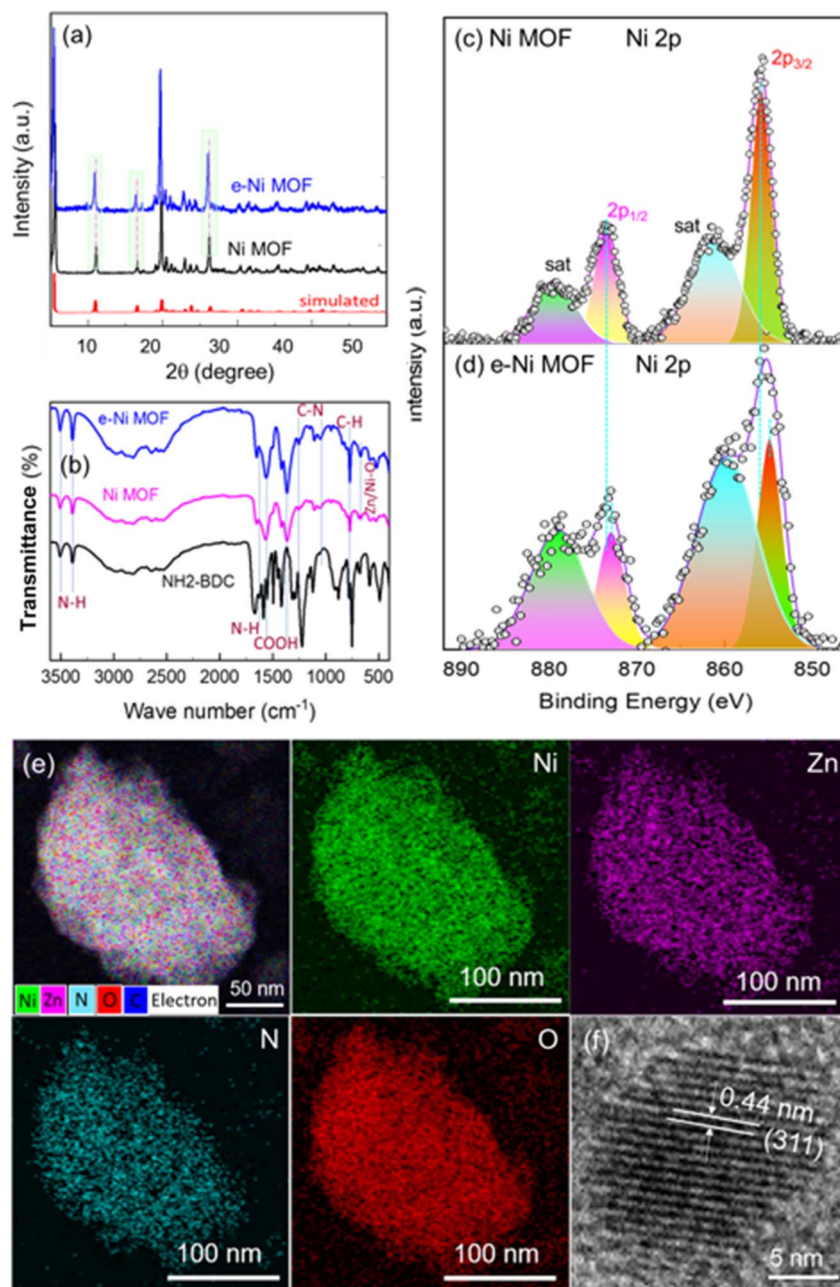 (a)
Intensity (a.u.)
e-Ni MOF
Ni MOF
simulated
10 20 30 40 50
2θ (degree)
(b)
Transmittance (%)
e-Ni MOF
C-N
C-H
Zn/Ni-O
Ni MOF
NH2-BDC
N-H
N-H
COOH
3500 3000 2500 2000 1500 1000 500
Wave number (cm⁻¹)
(c) Ni MOF Ni 2p
2p₃/₂
2p₁/₂
sat
sat
intensity (a.u.)
(d) e-Ni MOF Ni 2p
890 880 870 860 850
Binding Energy (eV)
(e)
Ni Zn N O C Electron
50 nm
Ni
100 nm
Zn
100 nm
N
100 nm
O
100 nm
(f)
0.44 nm
(311)
5 nm